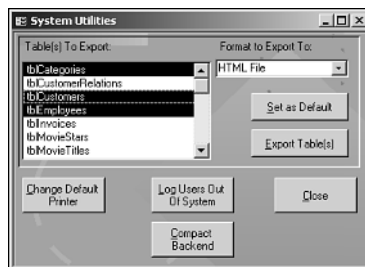 System Utilities
Table(s) To Export:
Format to Export To:
tblCategories
tblCustomerRelations
tblCustomers
tblEmployees
tblInvoices
tblMovieStars
tblMovieTitles
HTML File
Set as Default
Export Table(s)
Change Default
Printer
Log Users Out
Of System
Close
Compact
Backend